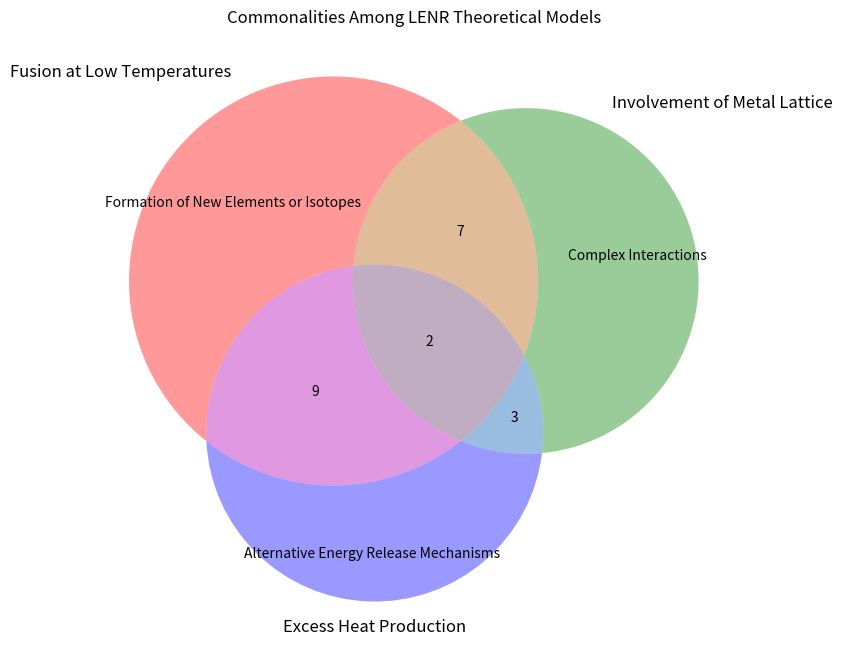 Commonalities Among LENR Theoretical Models
Fusion at Low Temperatures
Involvement of Metal Lattice
Formation of New Elements or Isotopes
7
Complex Interactions
2
9
3
Alternative Energy Release Mechanisms
Excess Heat Production